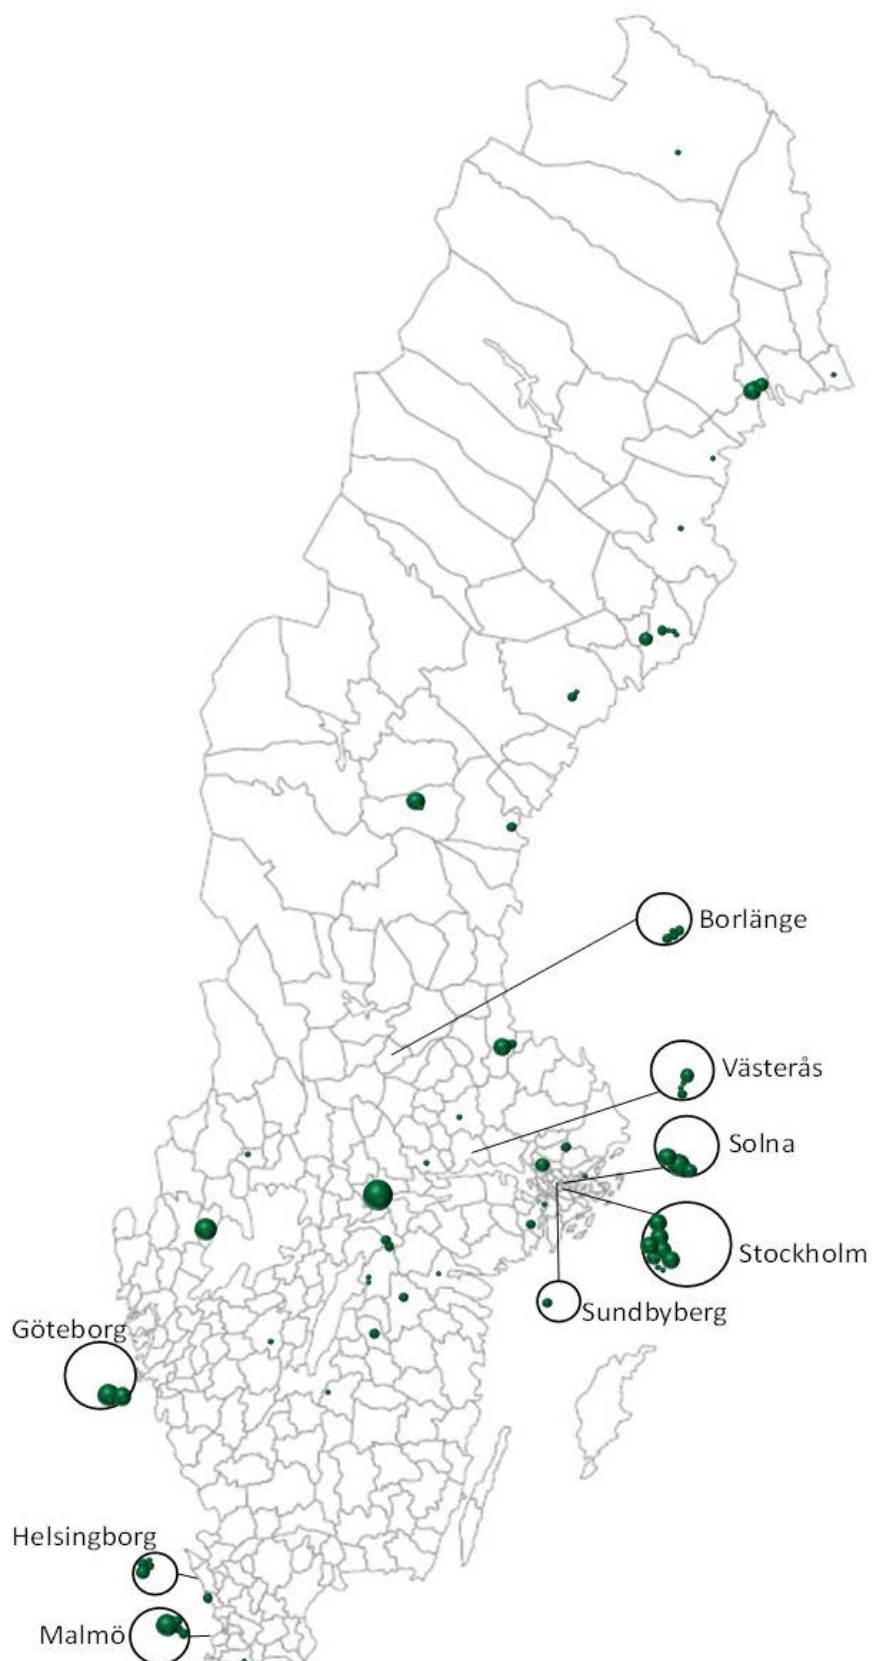 Borlänge
Västerås
Solna
Stockholm
Sundbyberg
Göteborg
Helsingborg
Malmö